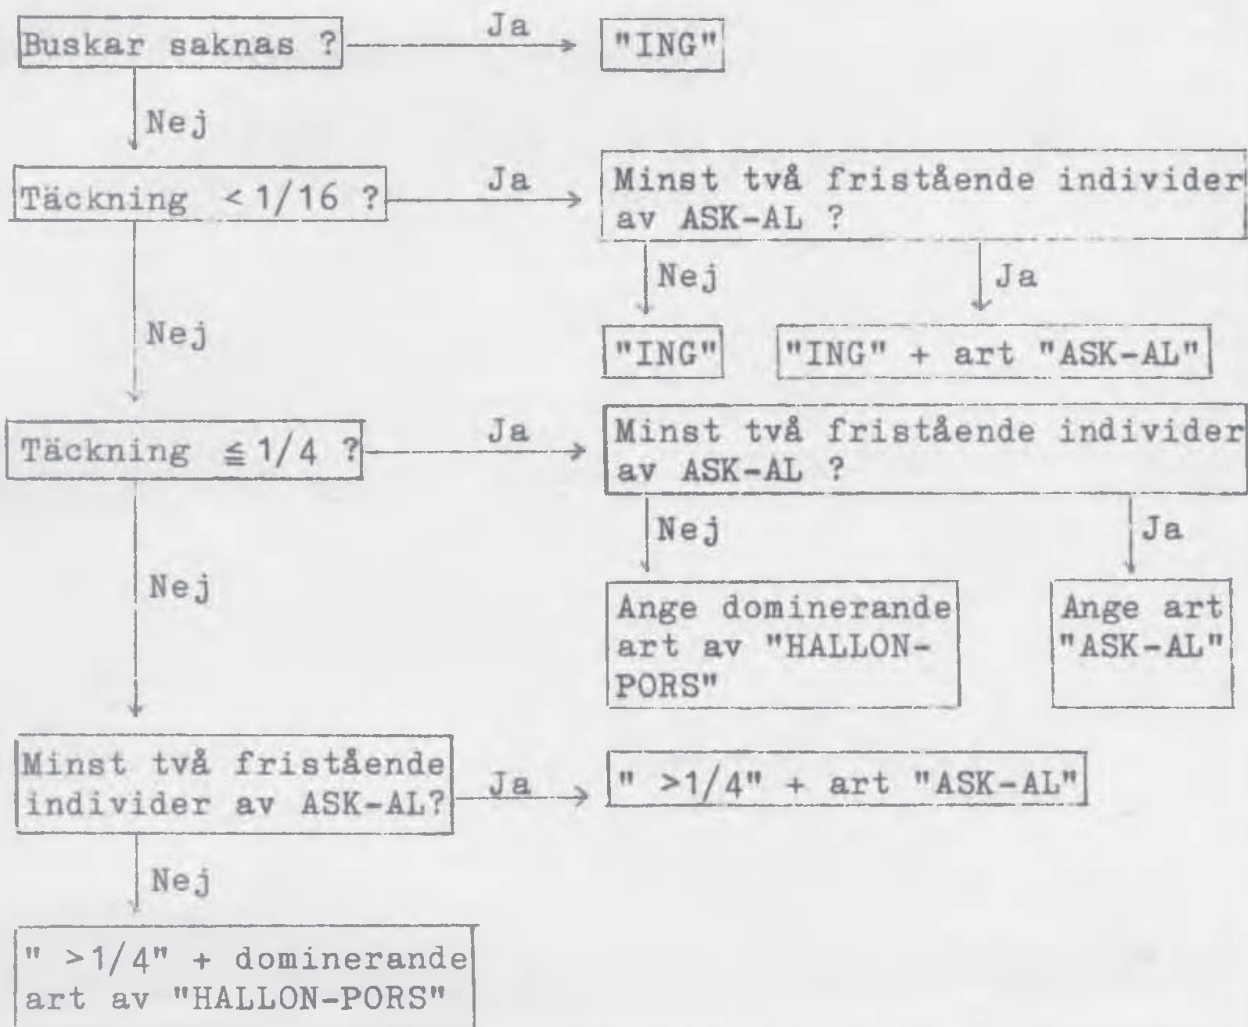 Buskar saknas ?
Ja
"ING"
Nej
Täckning < 1/16 ?
Ja
Minst två fristående individer
av ASK-AL ?
Nej
Ja
Nej
"ING"
"ING" + art "ASK-AL"
Täckning ≦ 1/4 ?
Ja
Minst två fristående individer
av ASK-AL ?
Nej
Ja
Nej
Ange dominerande
art av "HALLON-
PORS"
Ange art
"ASK-AL"
Minst två fristående
individer av ASK-AL?
Ja
" >1/4" + art "ASK-AL"
Nej
" >1/4" + dominerande
art av "HALLON-PORS"